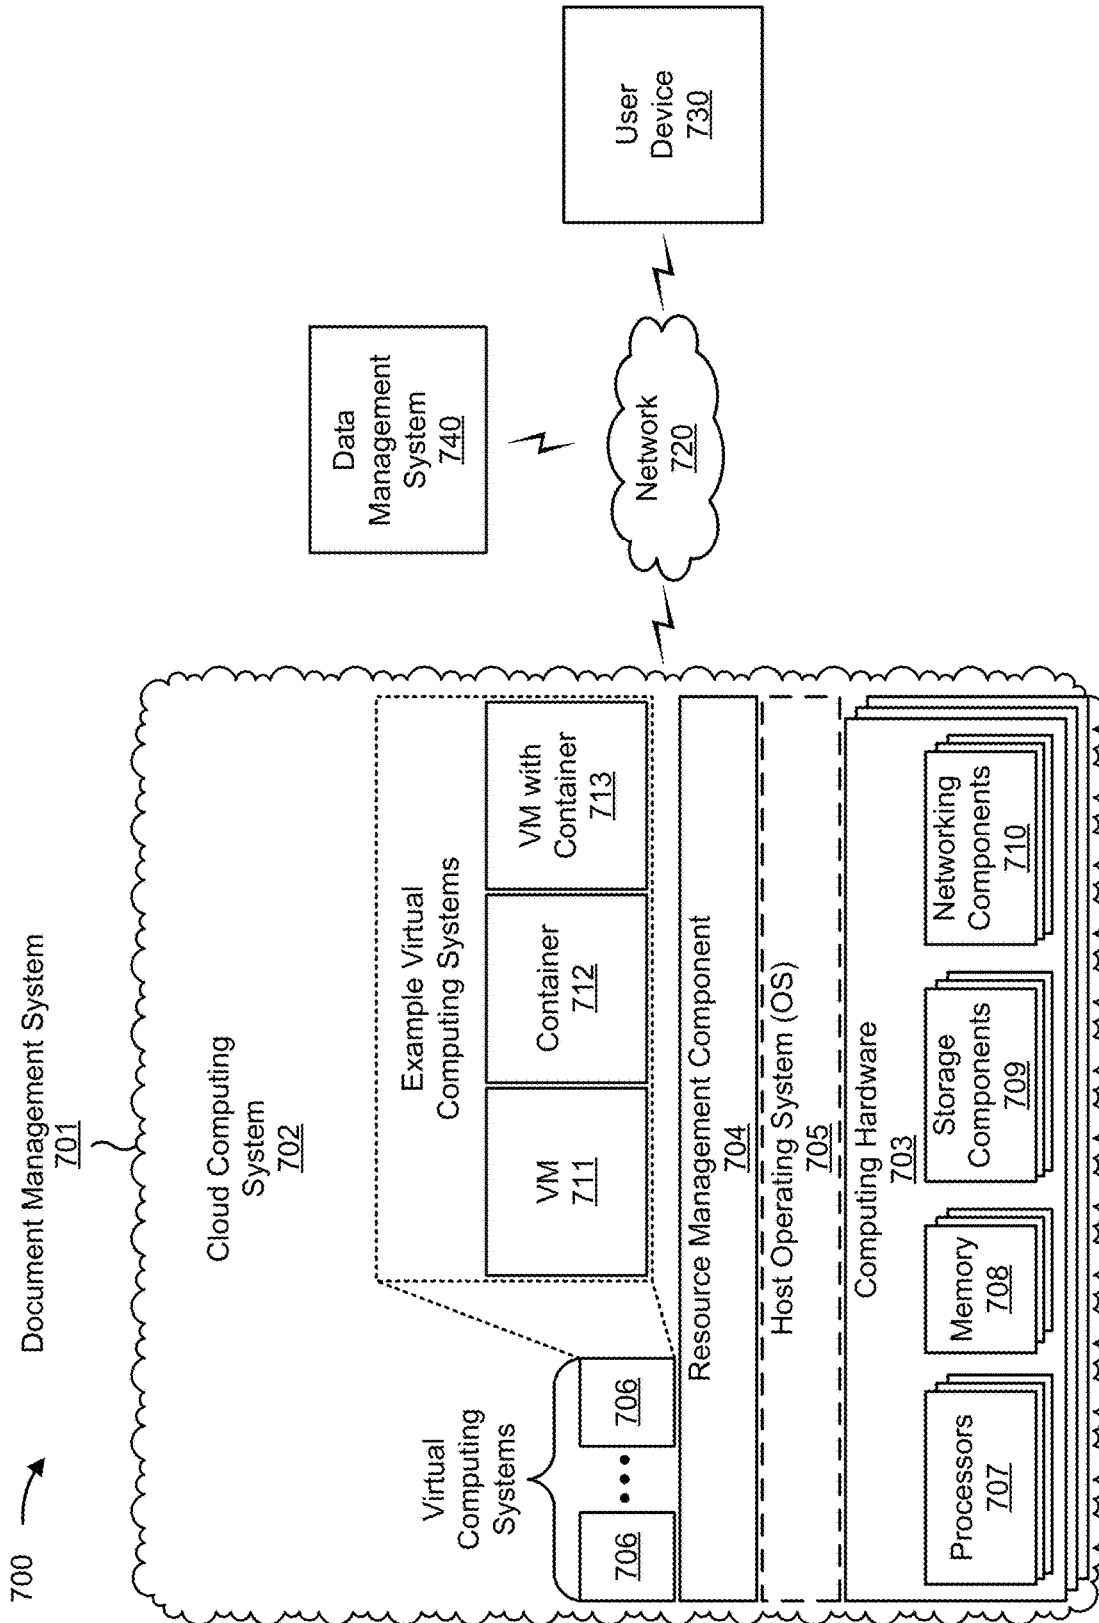 700
Document Management System
701
Cloud Computing
System
702
Virtual
Computing
Systems
706
706
Example Virtual
Computing Systems
VM
711
Container
712
VM with
Container
713
Resource Management Component
704
Host Operating System (OS)
705
Computing Hardware
703
Processors
707
Memory
708
Storage
Components
709
Networking
Components
710
Data
Management
System
740
Network
720
User
Device
730